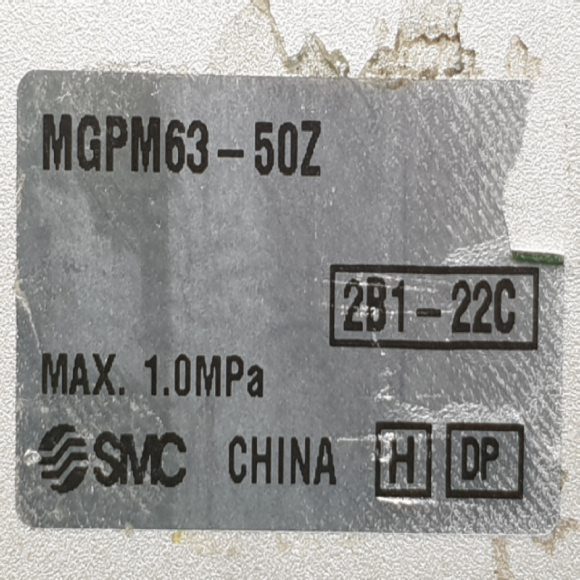 MGPM63-50Z
2B1-22C
MAX. 1.0MPa
SMC CHINA H DP